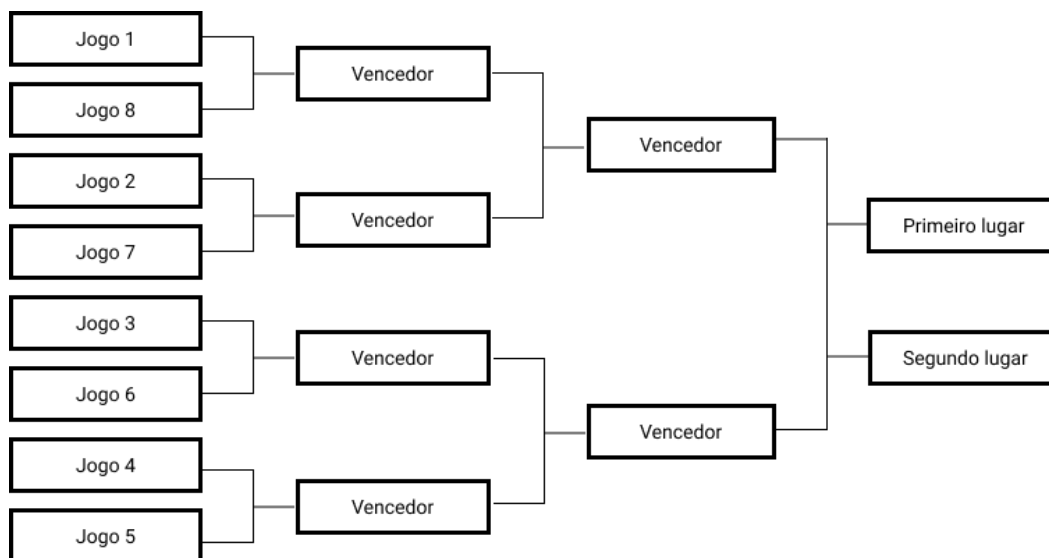 Jogo 1
Jogo 8
Jogo 2
Jogo 7
Jogo 3
Jogo 6
Jogo 4
Jogo 5
Vencedor
Vencedor
Vencedor
Vencedor
Vencedor
Vencedor
Primeiro lugar
Segundo lugar